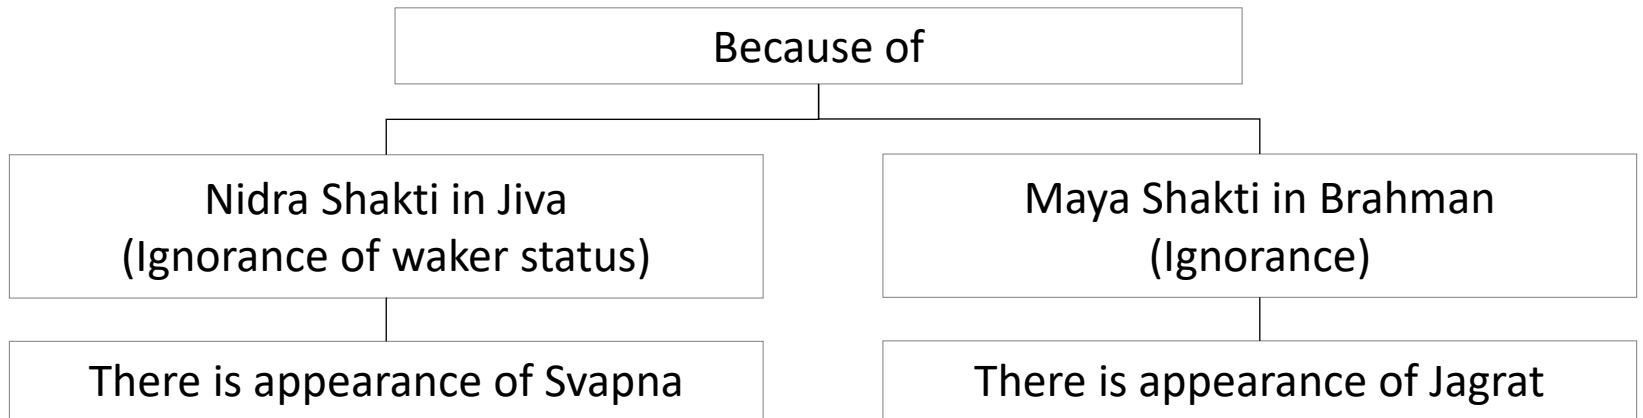 Because of
Nidra Shakti in Jiva
(Ignorance of waker status)
There is appearance of Svapna
Maya Shakti in Brahman
(Ignorance)
There is appearance of Jagrat